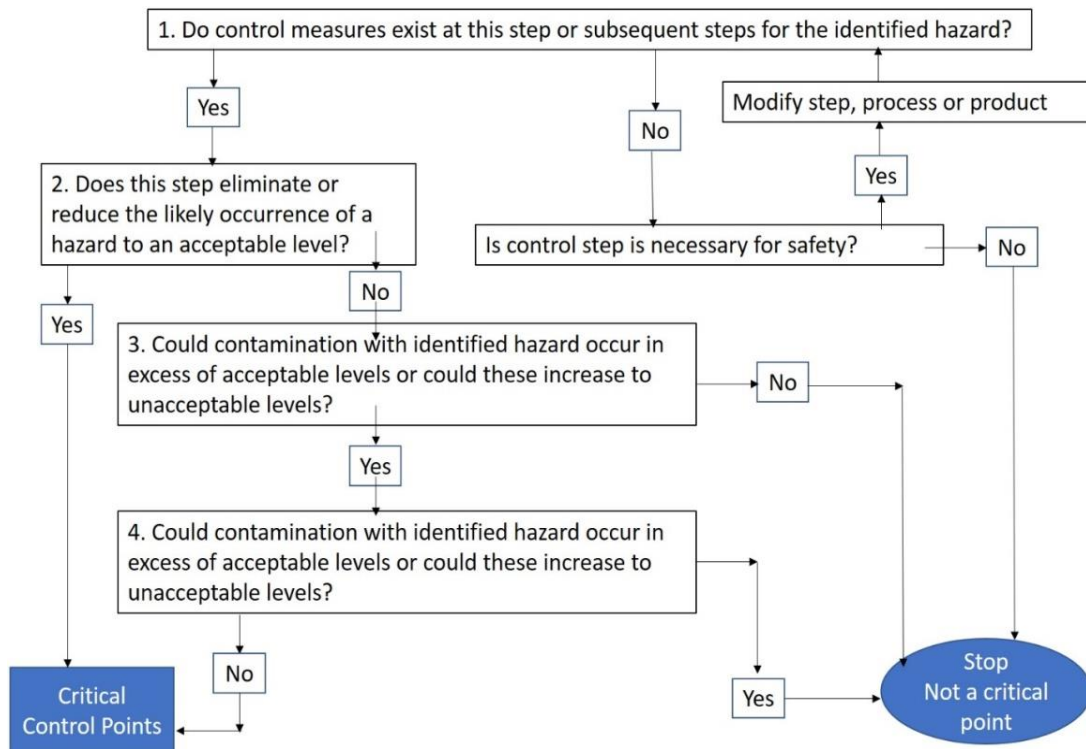 1. Do control measures exist at this step or subsequent steps for the identified hazard?
Yes
No
Modify step, process or product
Yes
2. Does this step eliminate or
reduce the likely occurrence of a
hazard to an acceptable level?
Is control step is necessary for safety?
No
Yes
No
3. Could contamination with identified hazard occur in
excess of acceptable levels or could these increase to
unacceptable levels?
No
Yes
4. Could contamination with identified hazard occur in
excess of acceptable levels or could these increase to
unacceptable levels?
No
Yes
Critical
Control Points
Stop
Not a critical
point